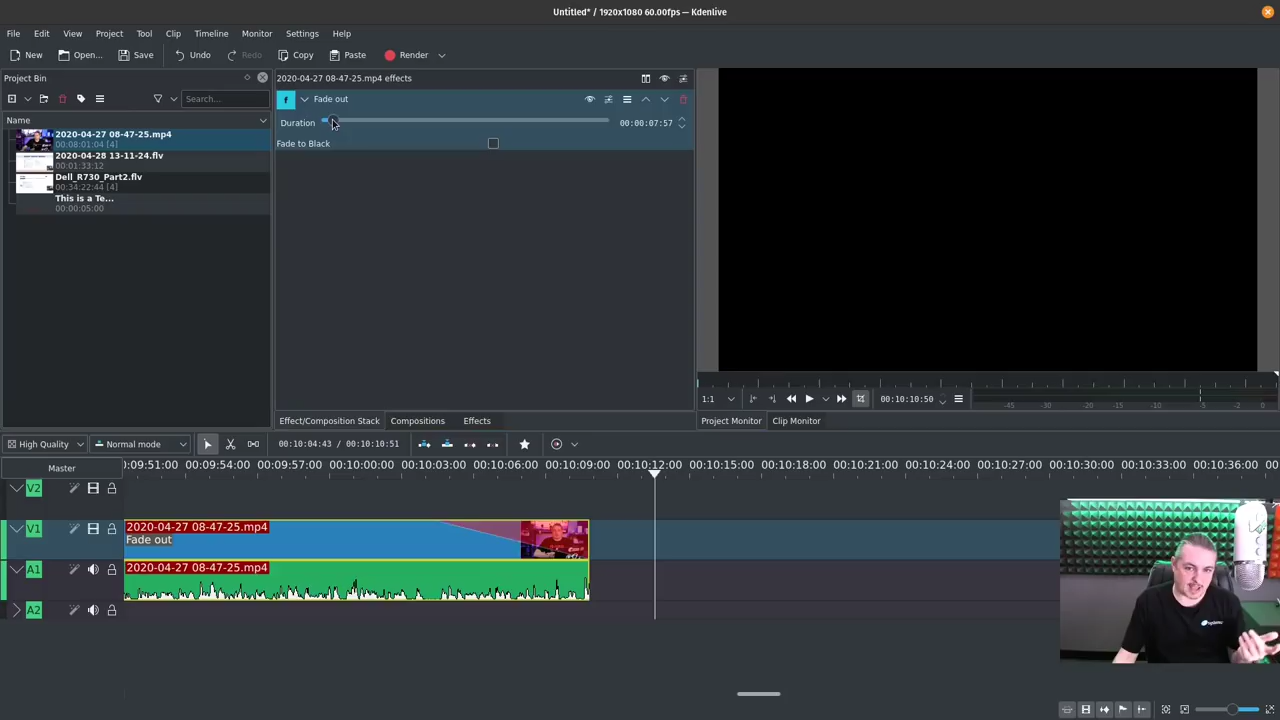 Untitled* / 1920x1080 60.00fps — Kdenlive
File Edit View Project Tool Clip Timeline Monitor Settings Help
New Open... Save Undo Redo Copy Paste Render
Project Bin
Search...
Name
2020-04-27 08-47-25.mp4
00:08:01:04 [4]
2020-04-28 13-11-24.flv
00:01:33:12
Dell_R730_Part2.flv
00:34:22:44 [4]
This is a Te...
00:00:05:00
2020-04-27 08-47-25.mp4 effects
f Fade out
Duration 00:00:07:57
Fade to Black
Effect/Composition Stack Compositions Effects
1:1 00:10:10:50 -45 -30 -20 -15 -10 -5 -2 0
Project Monitor Clip Monitor
High Quality Normal mode 00:10:04:43 / 00:10:10:51
Master
):09:51:00 00:09:54:00 00:09:57:00 00:10:00:00 00:10:03:00 00:10:06:00 00:10:09:00 00:10:12:00 00:10:15:00 00:10:18:00 00:10:21:00 00:10:24:00 00:10:27:00 00:10:30:00 00:10:33:00 00:10:36:00 00
V2
V1
2020-04-27 08-47-25.mp4
Fade out
A1
2020-04-27 08-47-25.mp4
A2